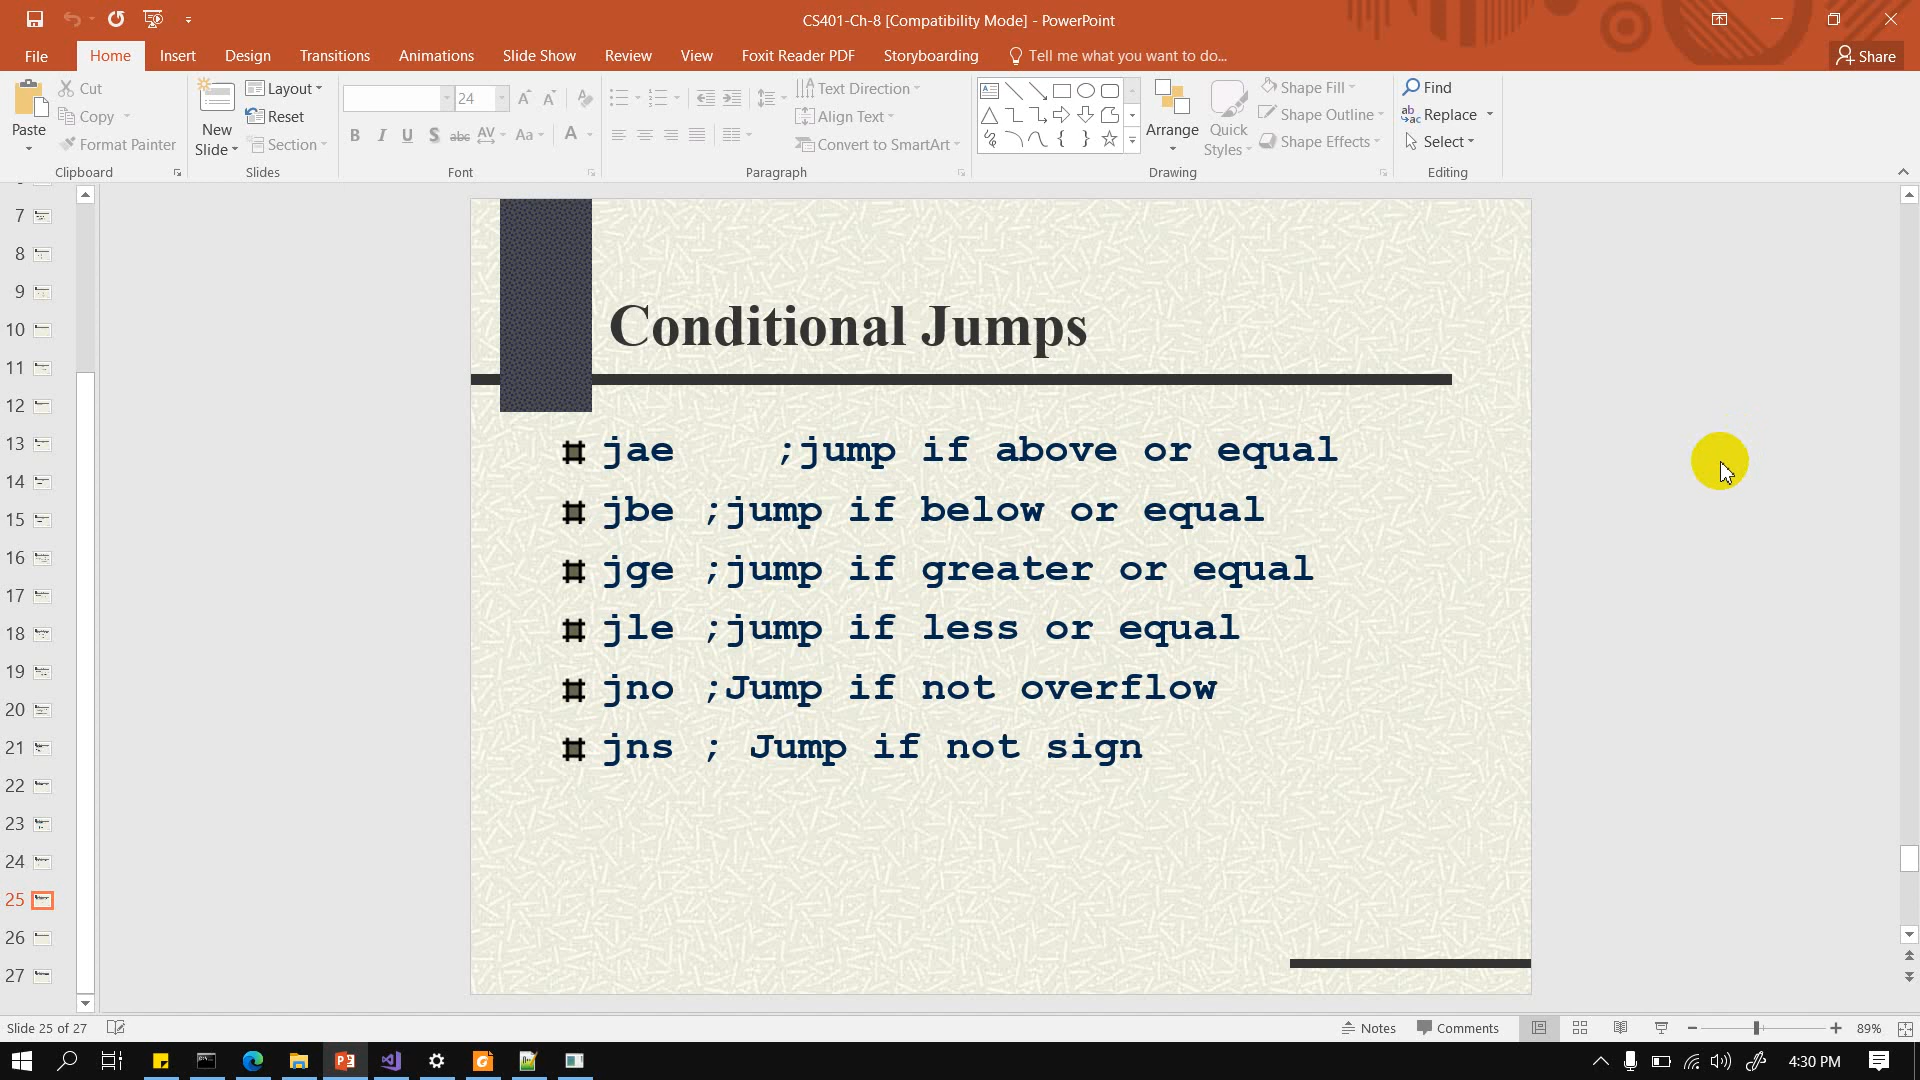 CS401-Ch-8 [Compatibility Mode] - PowerPoint
File Home Insert Design Transitions Animations Slide Show Review View Foxit Reader PDF Storyboarding Tell me what you want to do... Share
Paste
Cut
Copy
Format Painter
Clipboard
New Slide
Layout
Reset
Section
Slides
24
B I U S abc AV Aa A
Font
Text Direction
Align Text
Convert to SmartArt
Paragraph
Arrange
Quick Styles
Shape Fill
Shape Outline
Shape Effects
Drawing
Find
Replace
Select
Editing
7
8
9
10
11
12
13
14
15
16
17
18
19
20
21
22
23
24
25
26
27
Conditional Jumps
jae ;jump if above or equal
jbe ;jump if below or equal
jge ;jump if greater or equal
jle ;jump if less or equal
jno ;Jump if not overflow
jns ; Jump if not sign
Slide 25 of 27 Notes Comments 89%
4:30 PM